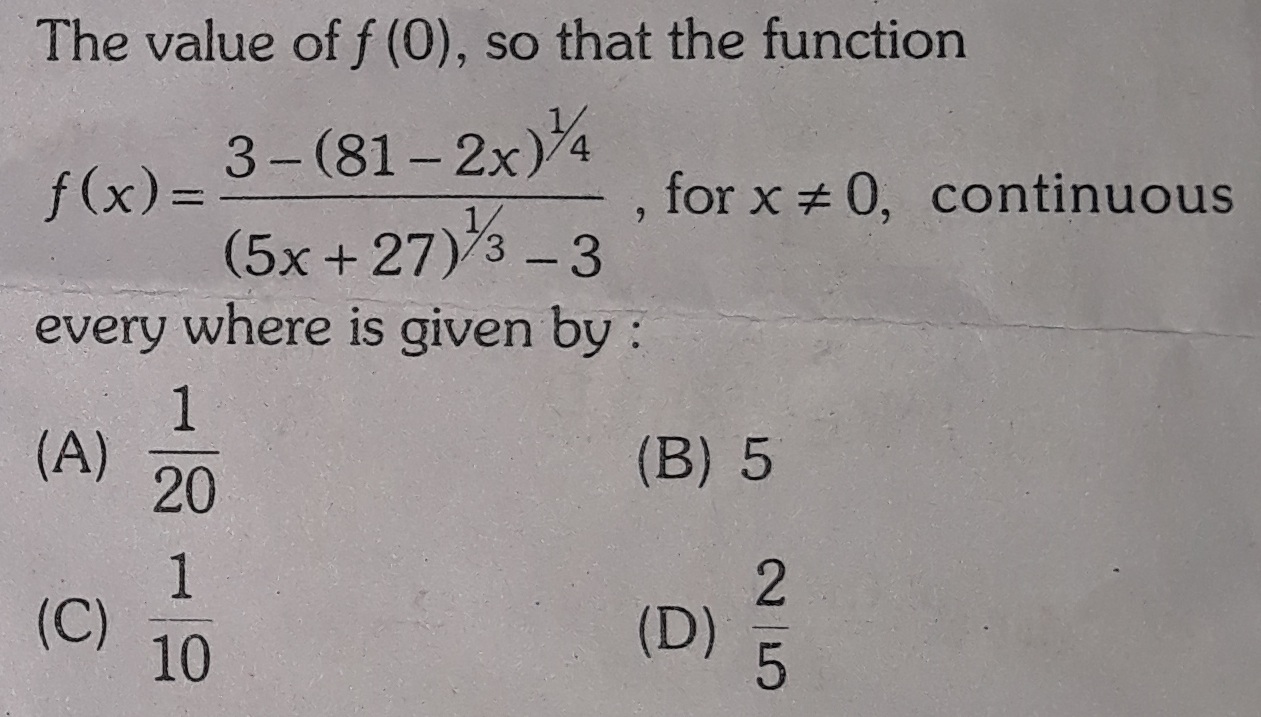 The value of f (0), so that the function
f(x) = \frac{3 – (81 – 2x)^{1/4}}{(5x + 27)^{1/3} – 3}, for x ≠ 0, continuous
every where is given by :
(A) \frac{1}{20} (B) 5
(C) \frac{1}{10} (D) \frac{2}{5}